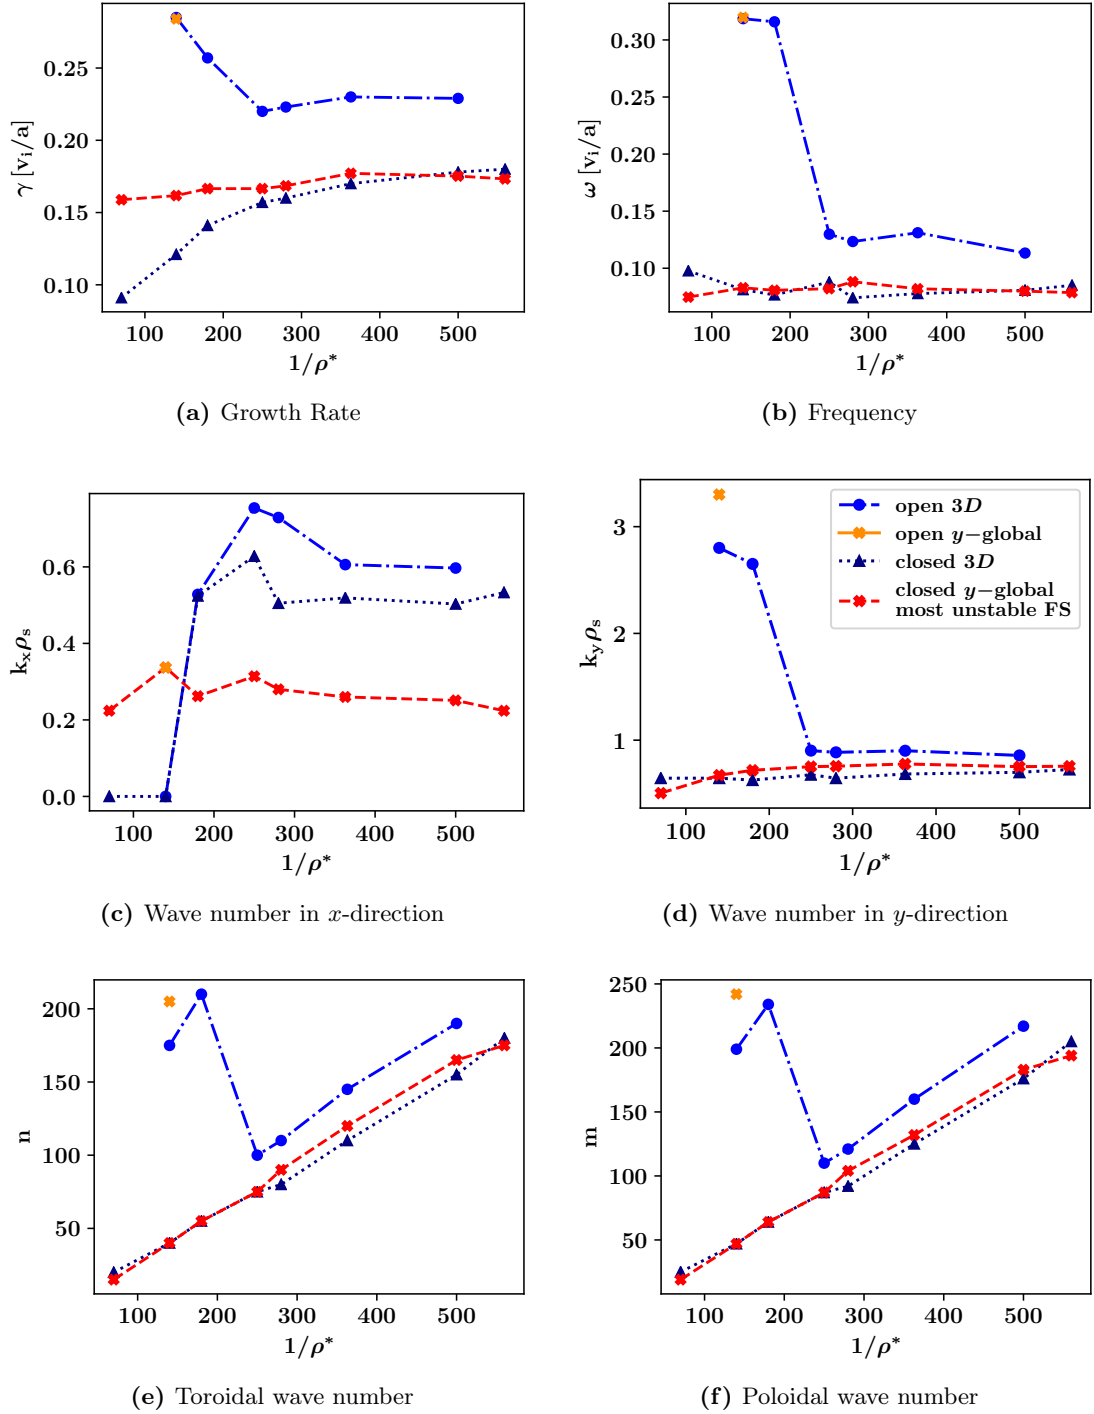 0.25
0.20
0.15
0.10
γ [v_i/a]
100 200 300 400 500
1/ρ*
(a) Growth Rate
0.30
0.25
0.20
0.15
0.10
ω [v_i/a]
100 200 300 400 500
1/ρ*
(b) Frequency
0.6
0.4
0.2
0.0
k_xρ_s
100 200 300 400 500
1/ρ*
(c) Wave number in x-direction
3
2
1
k_yρ_s
open 3D
open y−global
closed 3D
closed y−global
most unstable FS
100 200 300 400 500
1/ρ*
(d) Wave number in y-direction
200
150
100
50
n
100 200 300 400 500
1/ρ*
(e) Toroidal wave number
250
200
150
100
50
m
100 200 300 400 500
1/ρ*
(f) Poloidal wave number